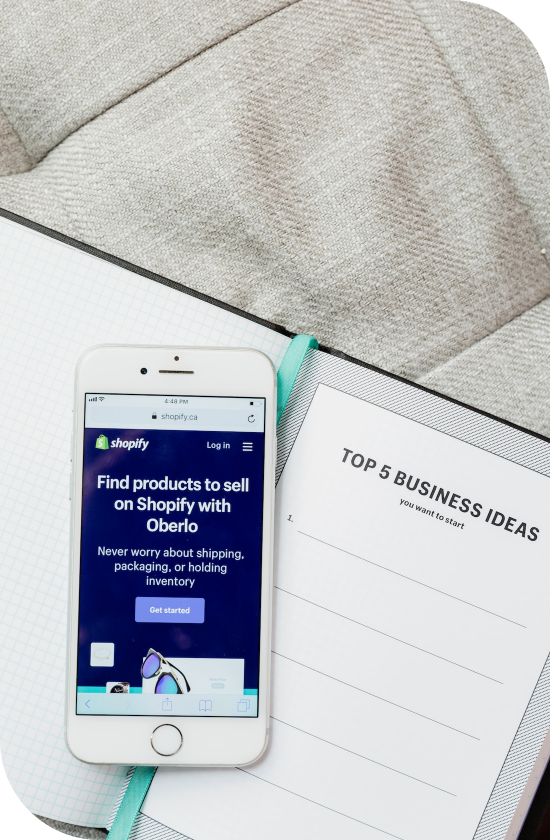 4:48 PM
shopify.ca
shopify
Log in
Find products to sell
on Shopify with
Oberlo
Never worry about shipping,
packaging, or holding
inventory
Get started
TOP 5 BUSINESS IDEAS
you want to start
1.